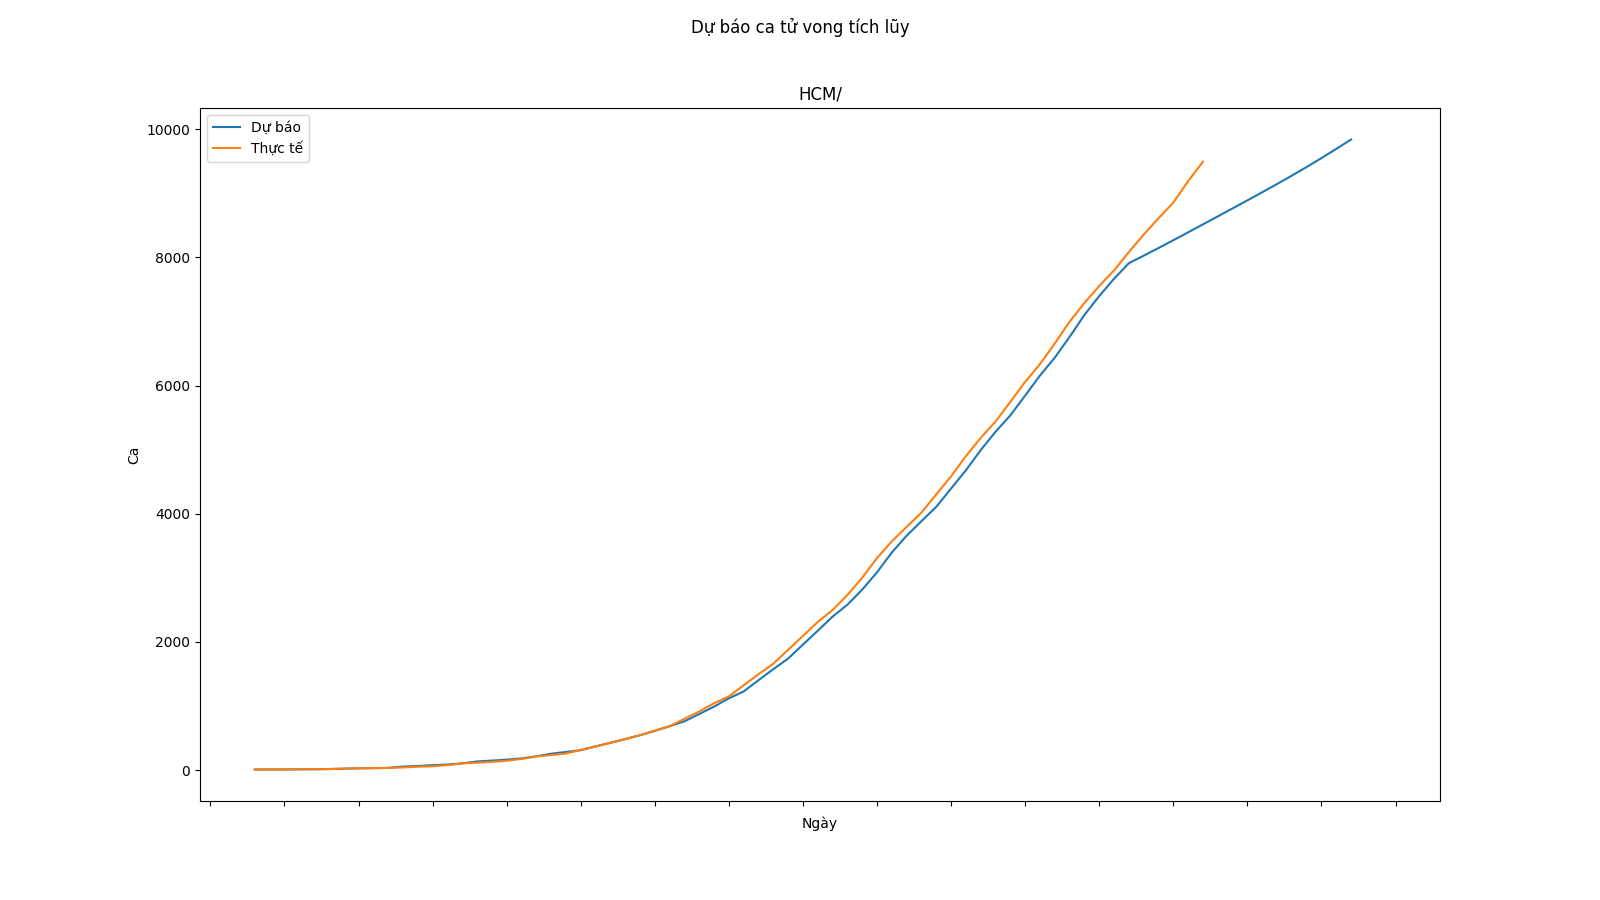 Dự báo ca tử vong tích lũy
HCM/
Dự báo
Thực tế
10000
8000
6000
4000
2000
0
Ca
Ngày